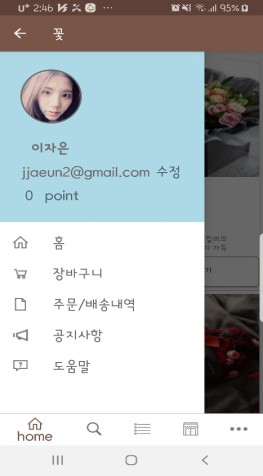 U+ 2:46 ... 95%
꽃
이자은
jjaeun2@gmail.com 수정
0 point
홈
장바구니
주문/배송내역
공지사항
도움말
home